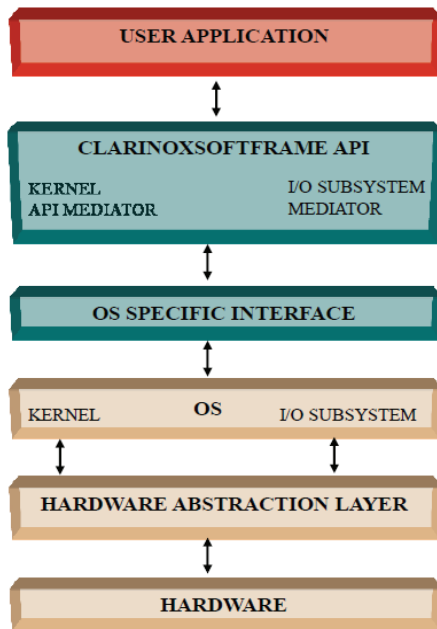 USER APPLICATION
CLARINOXSOFTFRAME API
KERNEL
API MEDIATOR
I/O SUBSYSTEM
MEDIATOR
OS SPECIFIC INTERFACE
KERNEL OS I/O SUBSYSTEM
HARDWARE ABSTRACTION LAYER
HARDWARE